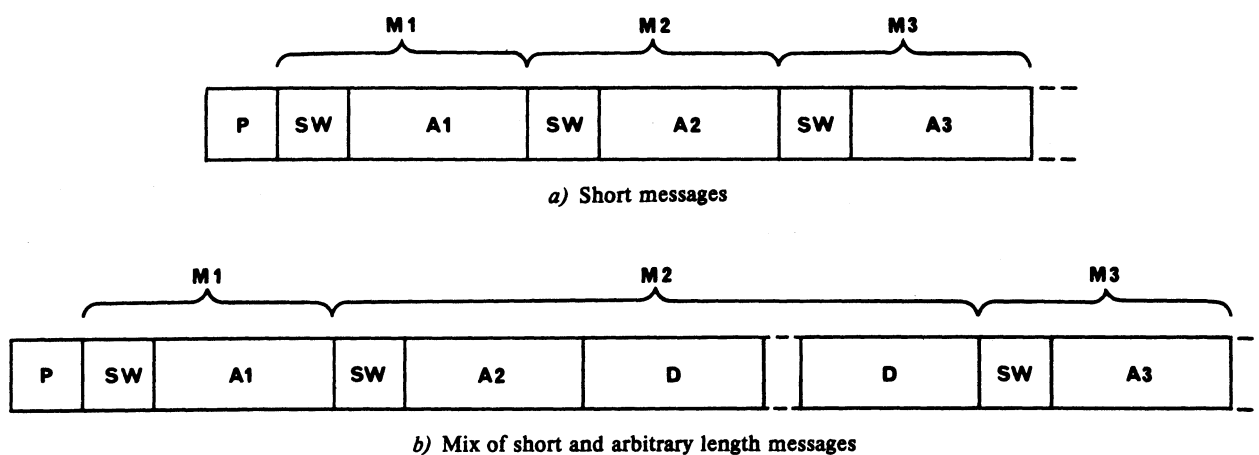 M1 M2 M3
P SW A1 SW A2 SW A3
a) Short messages
M1 M2 M3
P SW A1 SW A2 D D SW A3
b) Mix of short and arbitrary length messages